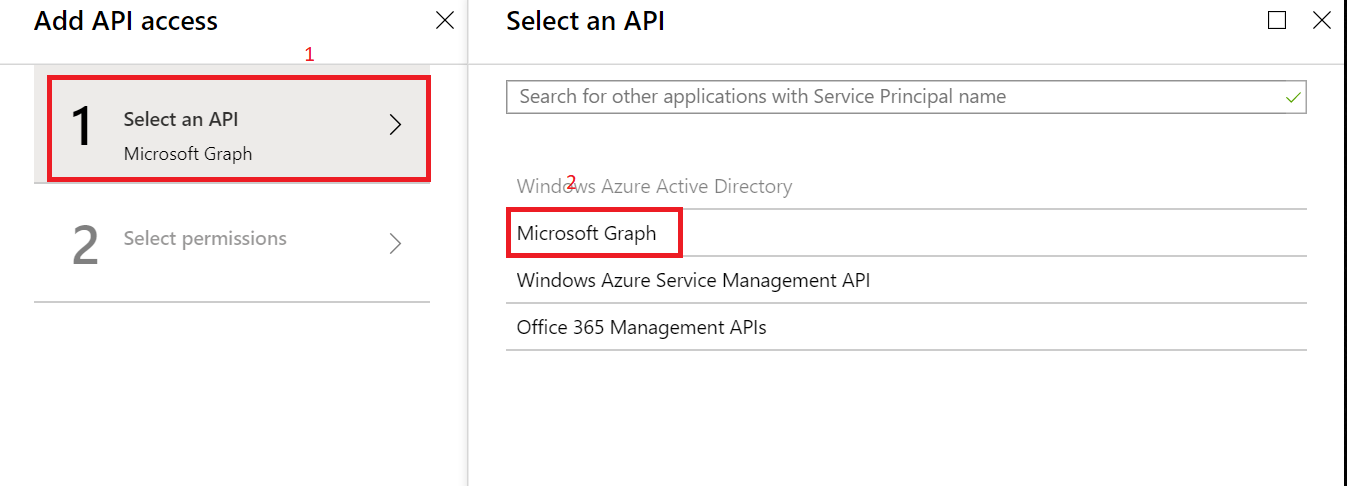 Add API access
1
1
Select an API
Microsoft Graph
2
Select permissions
Select an API
Search for other applications with Service Principal name
2
Windows Azure Active Directory
Microsoft Graph
Windows Azure Service Management API
Office 365 Management APIs